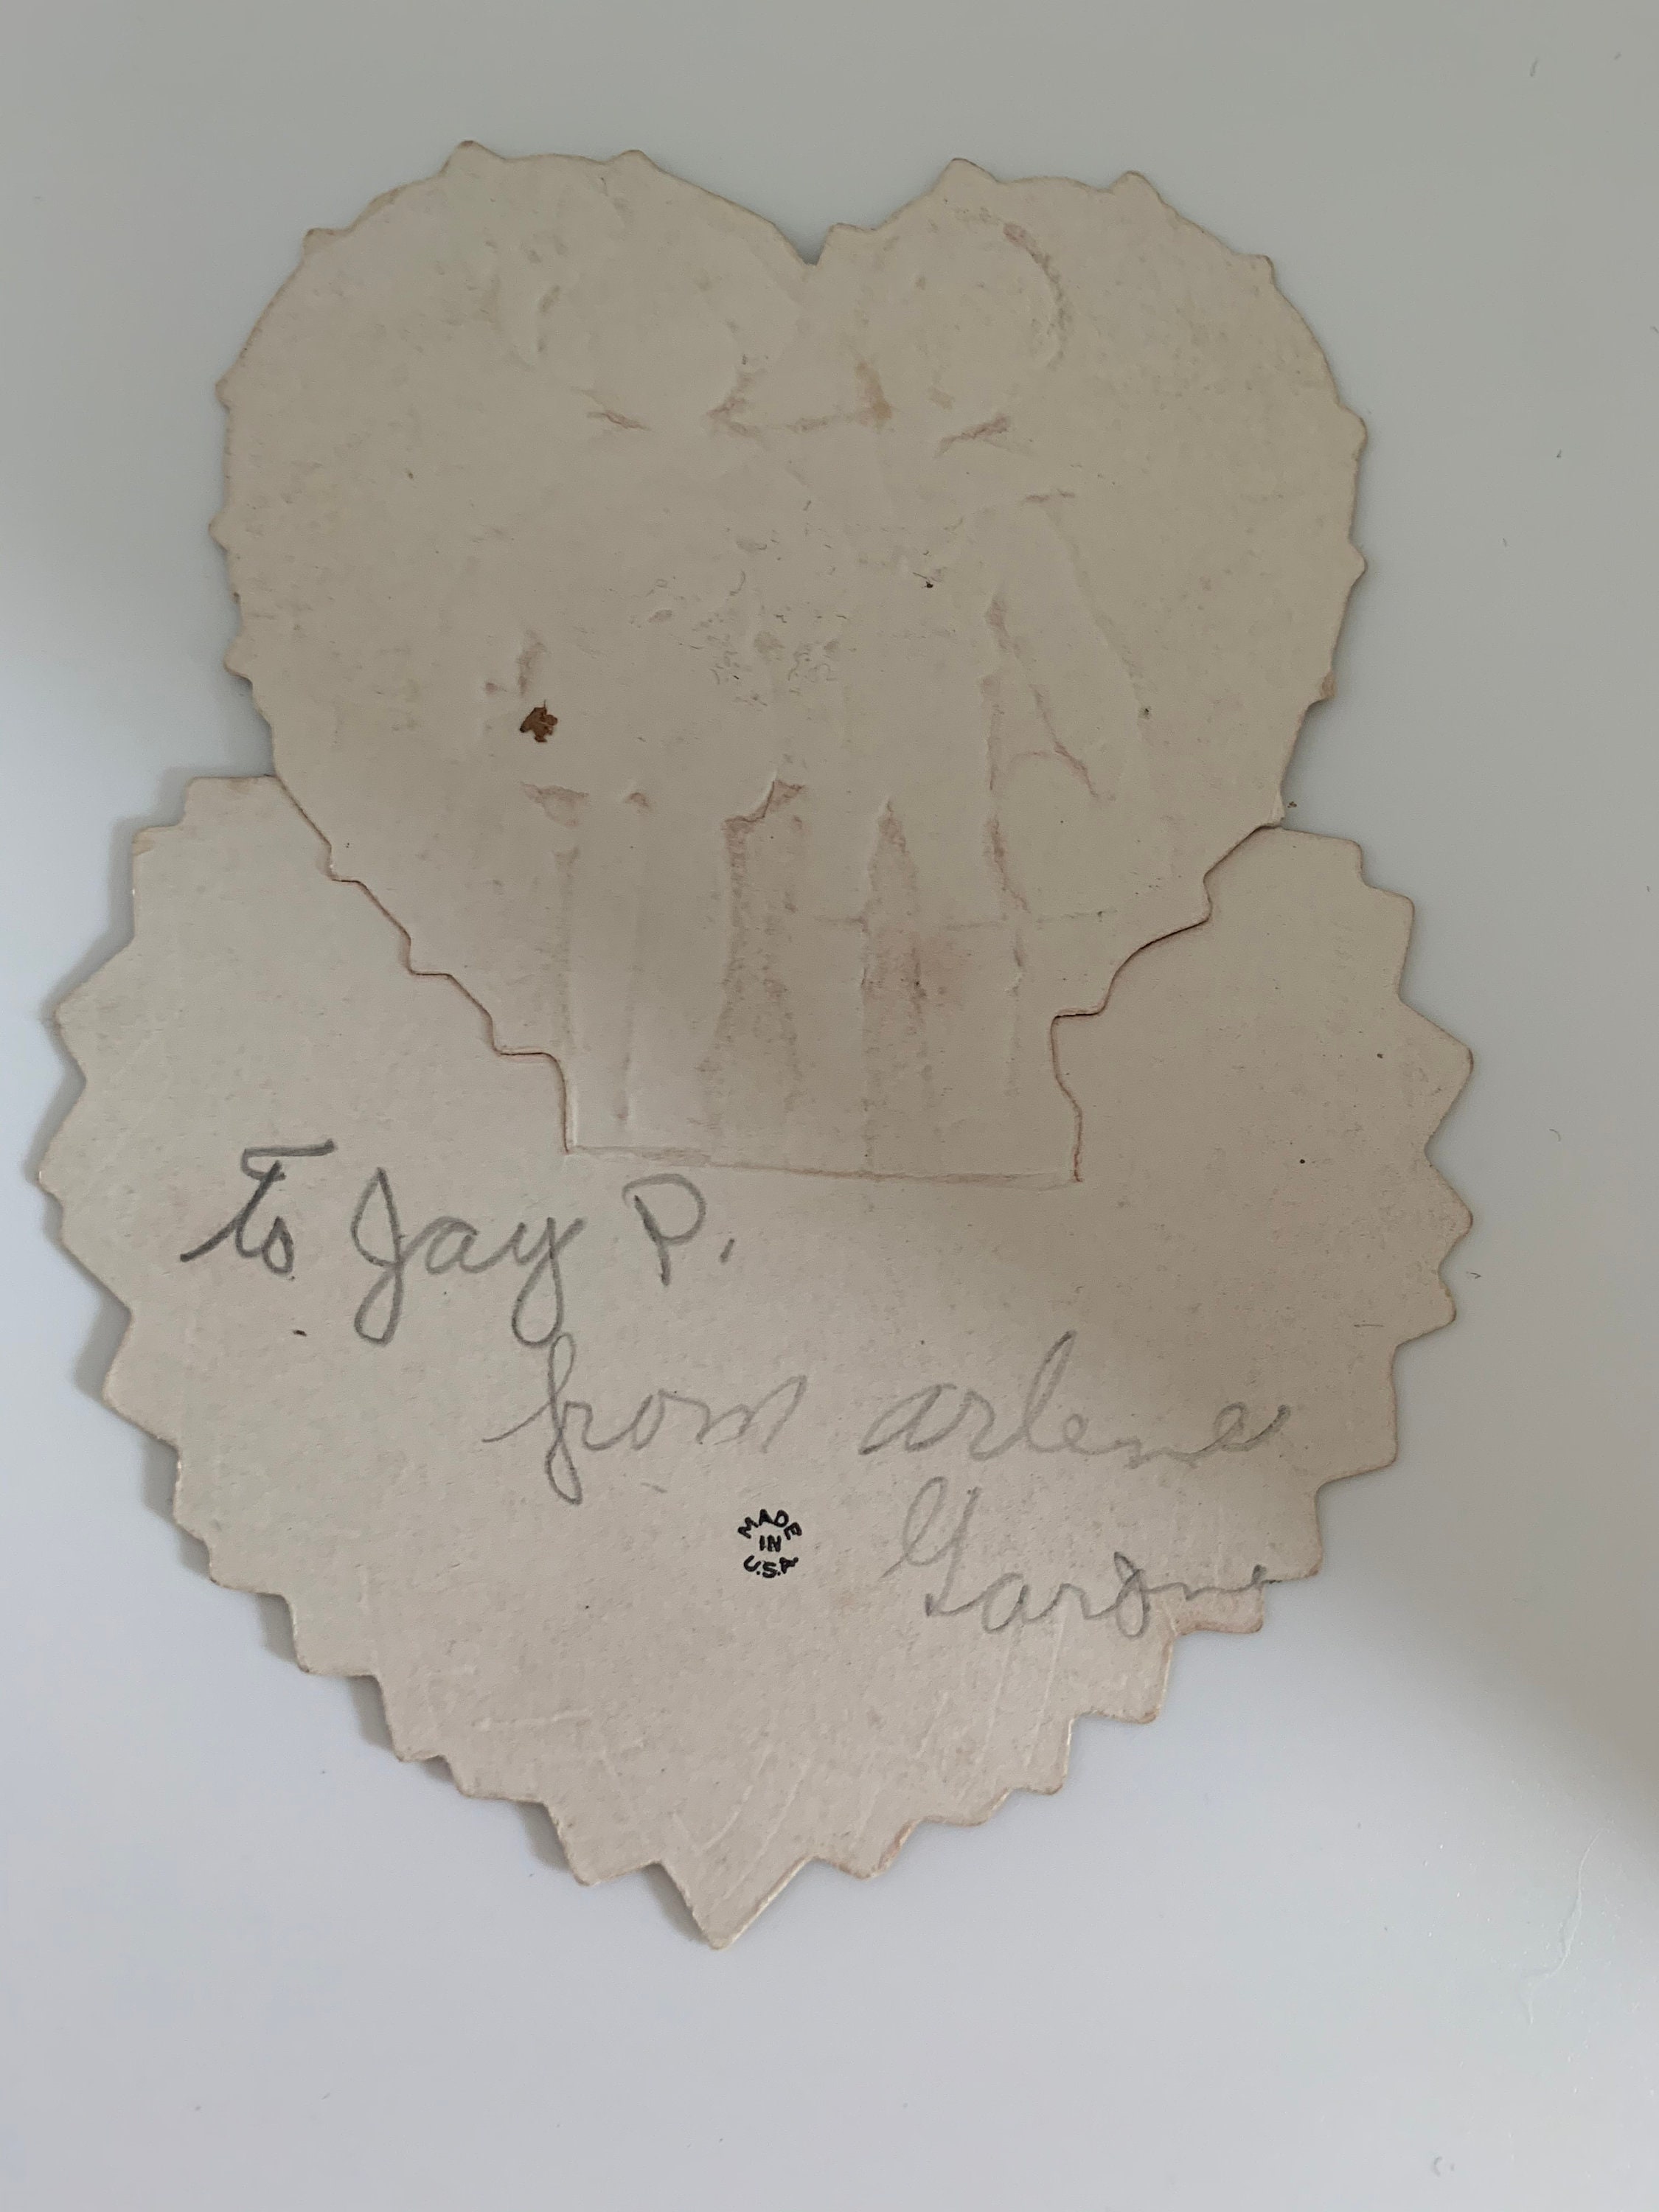 to Jay P.
from arlene
MADE
IN
U.S.A